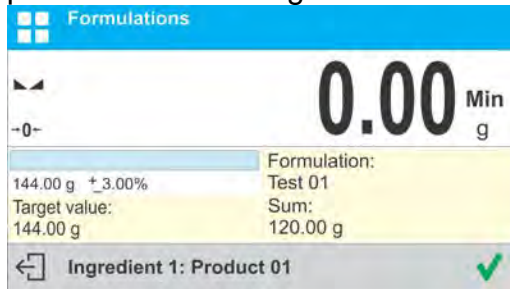 Formulations
0.00 Min
g
→0←
144.00 g ±3.00%
Target value:
144.00 g
Formulation:
Test 01
Sum:
120.00 g
Ingredient 1: Product 01